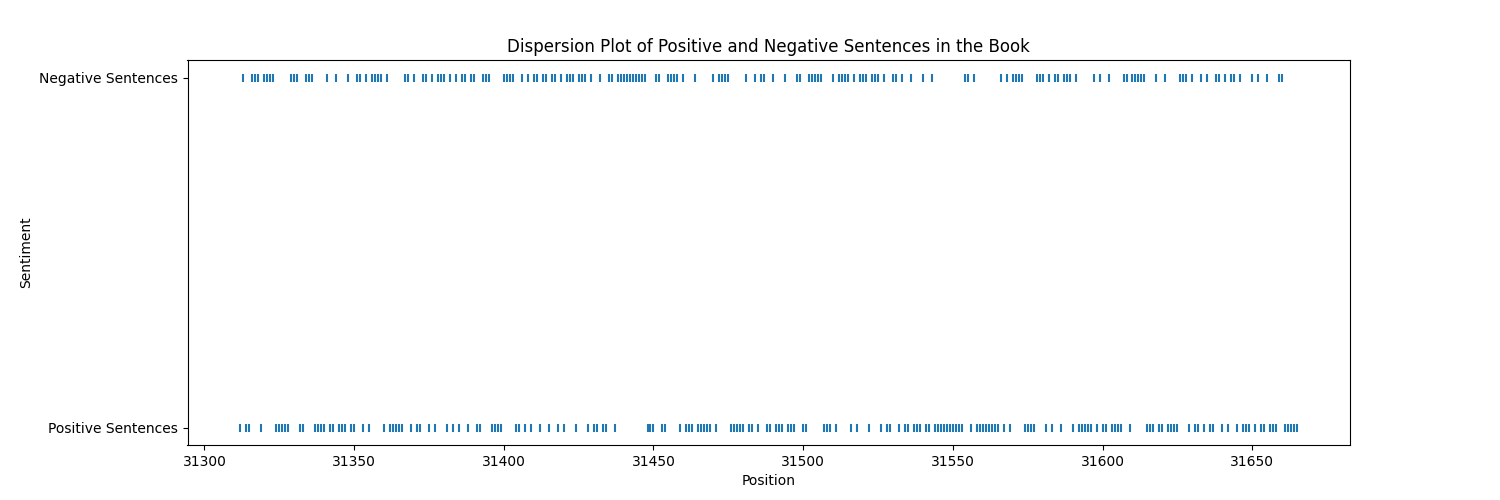 Dispersion Plot of Positive and Negative Sentences in the Book
Negative Sentences
Sentiment
Positive Sentences
31300 31350 31400 31450 31500 31550 31600 31650
Position